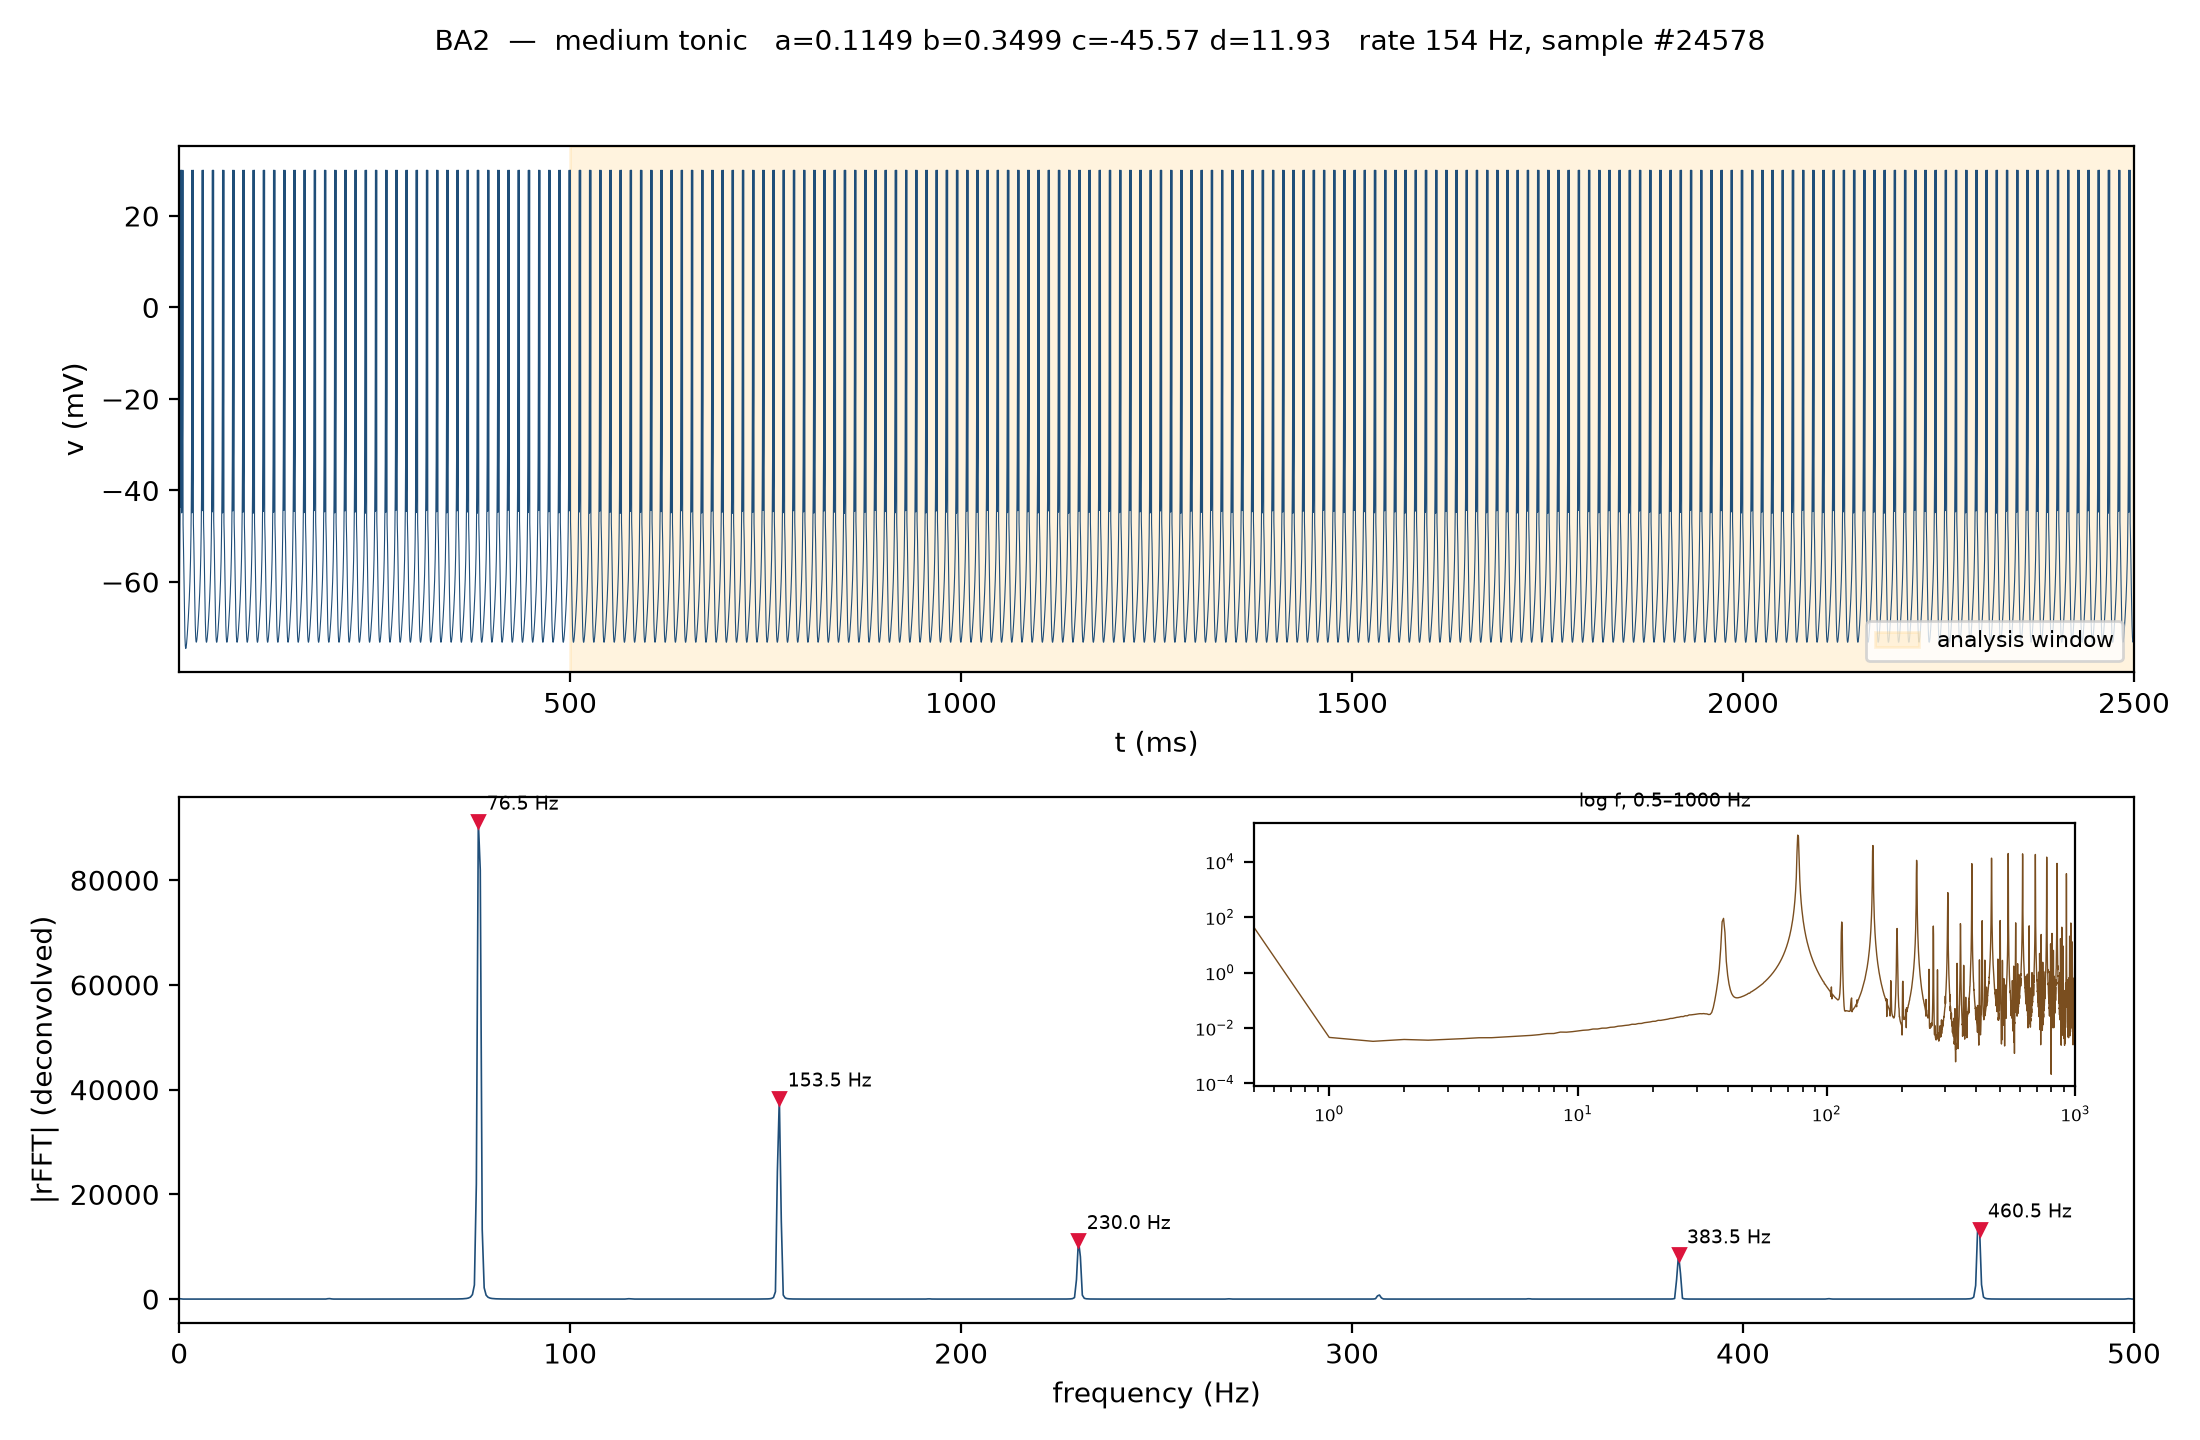 BA2 — medium tonic a=0.1149 b=0.3499 c=-45.57 d=11.93 rate 154 Hz, sample #24578
20
0
−20
−40
−60
v (mV)
analysis window
500
1000
1500
2000
2500
t (ms)
76.5 Hz
153.5 Hz
230.0 Hz
383.5 Hz
460.5 Hz
log f, 0.5–1000 Hz
10⁴
10²
10⁰
10⁻²
10⁻⁴
10⁰
10¹
10²
10³
80000
60000
40000
20000
0
|rFFT| (deconvolved)
0
100
200
300
400
500
frequency (Hz)